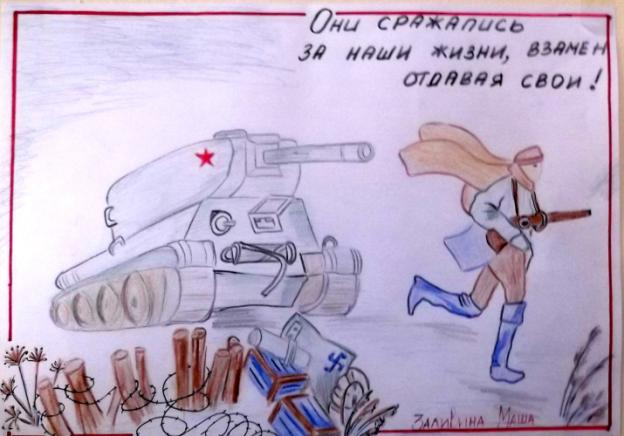 Они сражались
за наши жизни, взамен
отдавая свои!
Маша